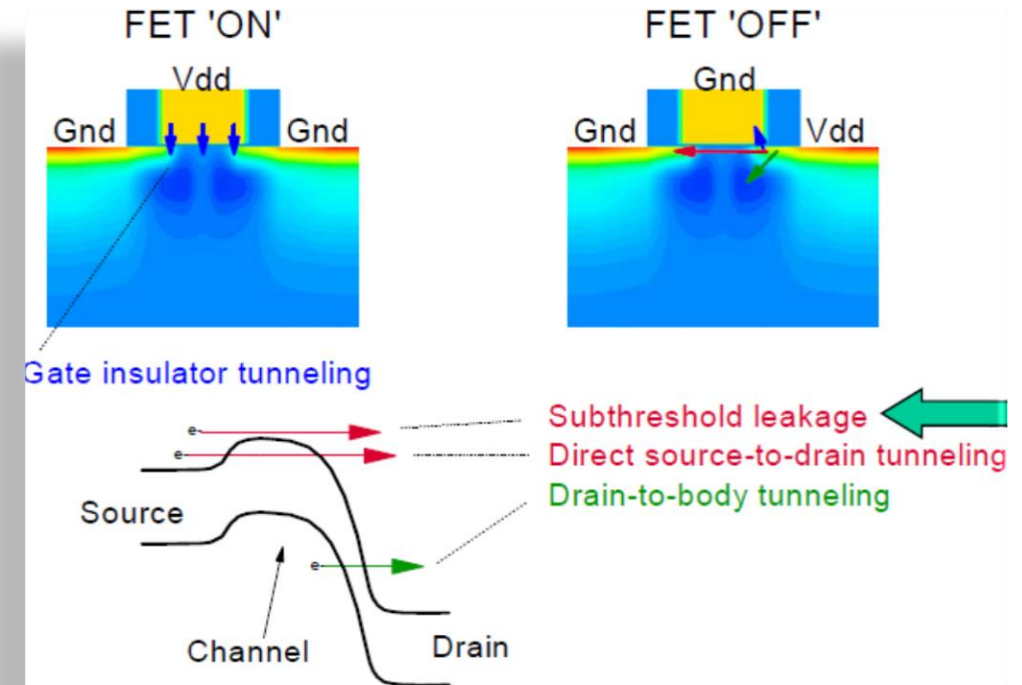 FET 'ON'
FET 'OFF'
Vdd
Gnd
Gnd
Gnd
Gnd
Vdd
Gate insulator tunneling
e-
e-
Subthreshold leakage
Direct source-to-drain tunneling
Drain-to-body tunneling
Source
e-
Channel
Drain